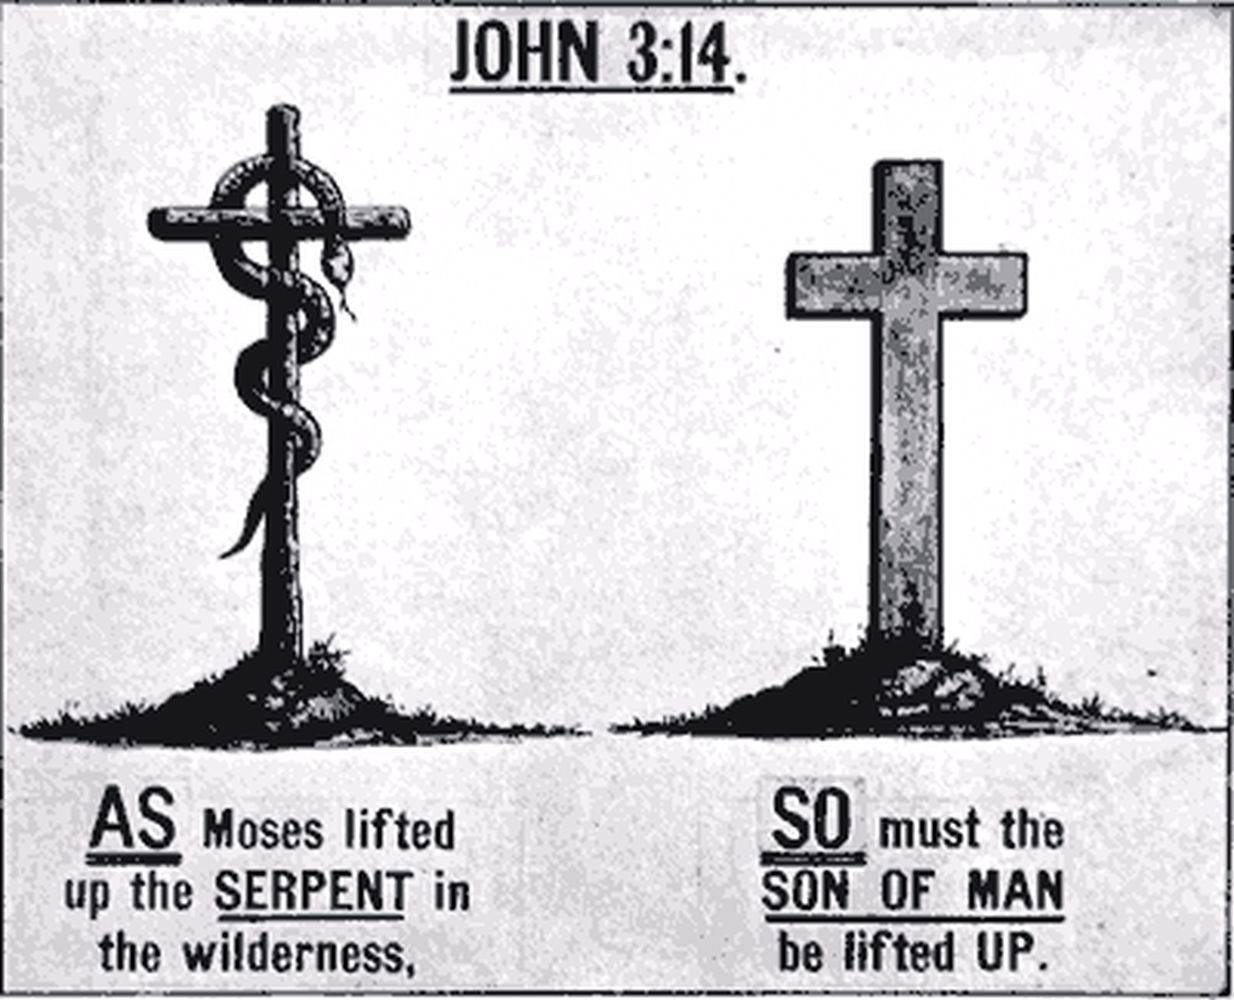 JOHN 3:14.
AS Moses lifted
up the SERPENT in
the wilderness,
SO must the
SON OF MAN
be lifted UP.